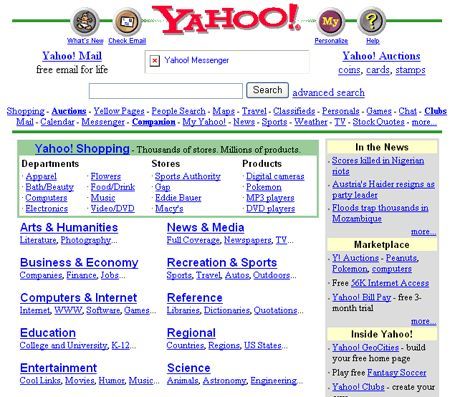 YAHOO!
What's New Check Email My Personalize ? Help
Yahoo! Mail
free email for life
Yahoo! Messenger
Yahoo! Auctions
coins, cards, stamps
Search advanced search
Shopping - Auctions - Yellow Pages - People Search - Maps - Travel - Classifieds - Personals - Games - Chat - Clubs
Mail - Calendar - Messenger - Companion - My Yahoo! - News - Sports - Weather - TV - Stock Quotes - more...
Yahoo! Shopping - Thousands of stores. Millions of products.
Departments Stores Products
· Apparel · Flowers · Sports Authority · Digital cameras
· Bath/Beauty · Food/Drink · Gap · Pokemon
· Computers · Music · Eddie Bauer · MP3 players
· Electronics · Video/DVD · Macy's · DVD players
Arts & Humanities
Literature, Photography...
News & Media
Full Coverage, Newspapers, TV...
Business & Economy
Companies, Finance, Jobs...
Recreation & Sports
Sports, Travel, Autos, Outdoors...
Computers & Internet
Internet, WWW, Software, Games...
Reference
Libraries, Dictionaries, Quotations...
Education
College and University, K-12...
Regional
Countries, Regions, US States...
Entertainment
Cool Links, Movies, Humor, Music...
Science
Animals, Astronomy, Engineering...
In the News
· Scores killed in Nigerian
riots
· Austria's Haider resigns as
party leader
· Floods trap thousands in
Mozambique
more...
Marketplace
· Y! Auctions - Peanuts,
Pokemon, computers
· Free 56K Internet Access
· Yahoo! Bill Pay - free 3-
month trial
more...
Inside Yahoo!
· Yahoo! GeoCities - build
your free home page
· Play free Fantasy Soccer
· Yahoo! Clubs - create your